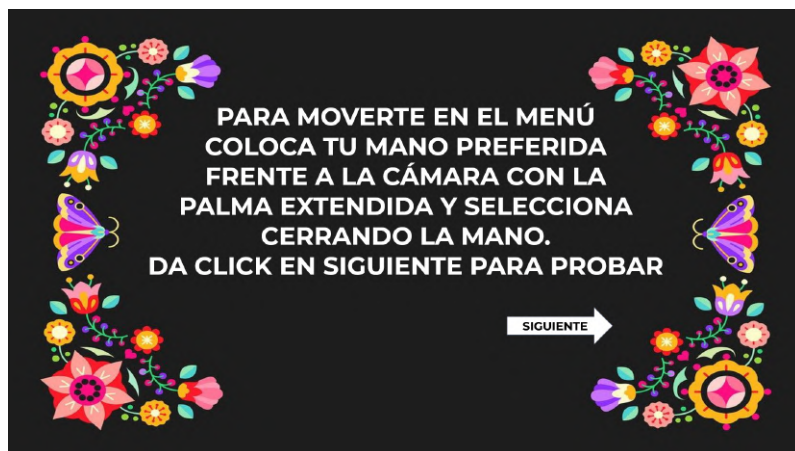 PARA MOVERTE EN EL MENÚ
COLOCA TU MANO PREFERIDA
FRENTE A LA CÁMARA CON LA
PALMA EXTENDIDA Y SELECCIONA
CERRANDO LA MANO.
DA CLICK EN SIGUIENTE PARA PROBAR
SIGUIENTE